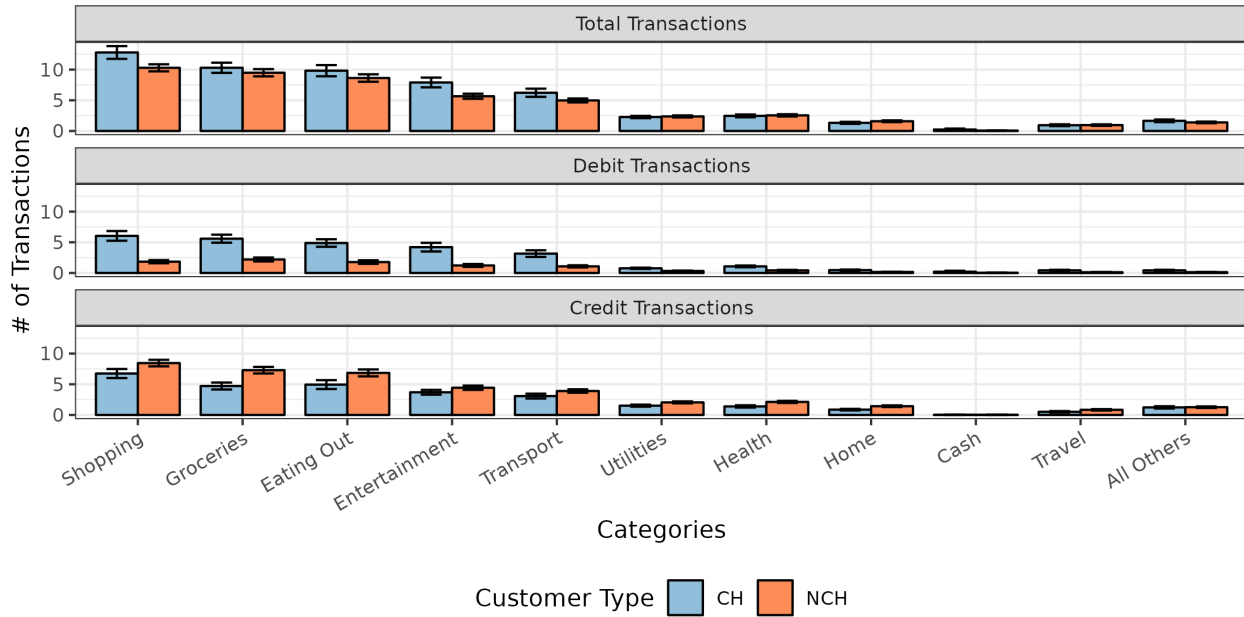 Total Transactions
10
5
0
Debit Transactions
10
5
0
Credit Transactions
10
5
0
# of Transactions
Shopping
Groceries
Eating Out
Entertainment
Transport
Utilities
Health
Home
Cash
Travel
All Others
Categories
Customer Type CH NCH